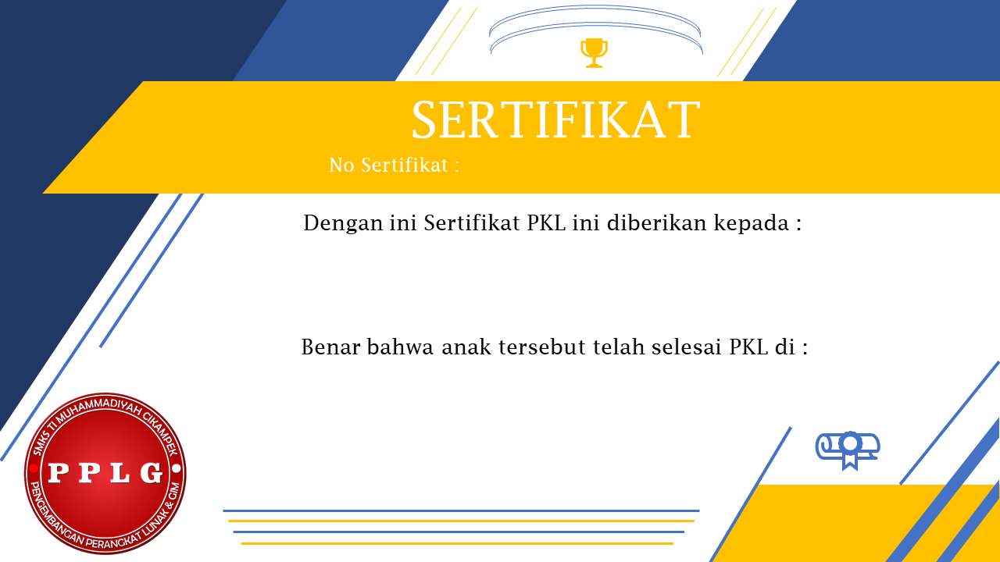 SERTIFIKAT
No Sertifikat :
Dengan ini Sertifikat PKL ini diberikan kepada :
Benar bahwa anak tersebut telah selesai PKL di :
SMKS TI MUHAMMADIYAH CIKAMPEK
PPLG
PENGEMBANGAN PERANGKAT LUNAK & GIM